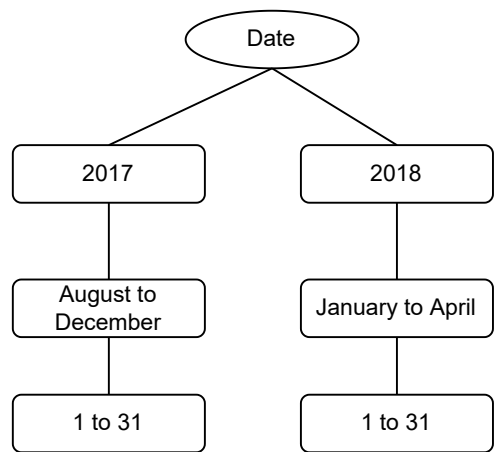 Date
2017
2018
August to
December
January to April
1 to 31
1 to 31